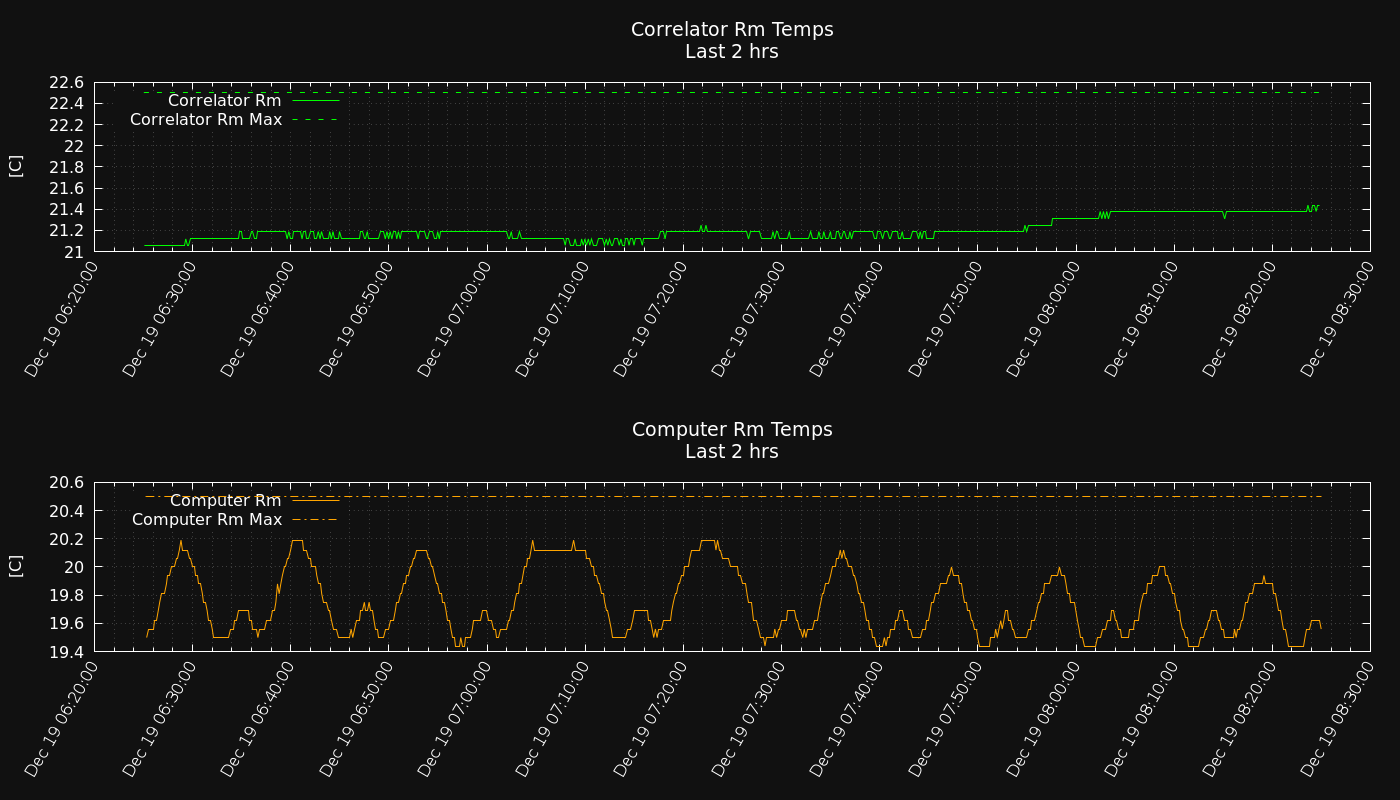 Correlator Rm Temps
Last 2 hrs
22.6
22.4
22.2
22
21.8
21.6
21.4
21.2
21
[C]
Correlator Rm
Correlator Rm Max
Dec 19 06:20:00
Dec 19 06:30:00
Dec 19 06:40:00
Dec 19 06:50:00
Dec 19 07:00:00
Dec 19 07:10:00
Dec 19 07:20:00
Dec 19 07:30:00
Dec 19 07:40:00
Dec 19 07:50:00
Dec 19 08:00:00
Dec 19 08:10:00
Dec 19 08:20:00
Dec 19 08:30:00
Computer Rm Temps
Last 2 hrs
20.6
20.4
20.2
20
19.8
19.6
19.4
[C]
Computer Rm
Computer Rm Max
Dec 19 06:20:00
Dec 19 06:30:00
Dec 19 06:40:00
Dec 19 06:50:00
Dec 19 07:00:00
Dec 19 07:10:00
Dec 19 07:20:00
Dec 19 07:30:00
Dec 19 07:40:00
Dec 19 07:50:00
Dec 19 08:00:00
Dec 19 08:10:00
Dec 19 08:20:00
Dec 19 08:30:00